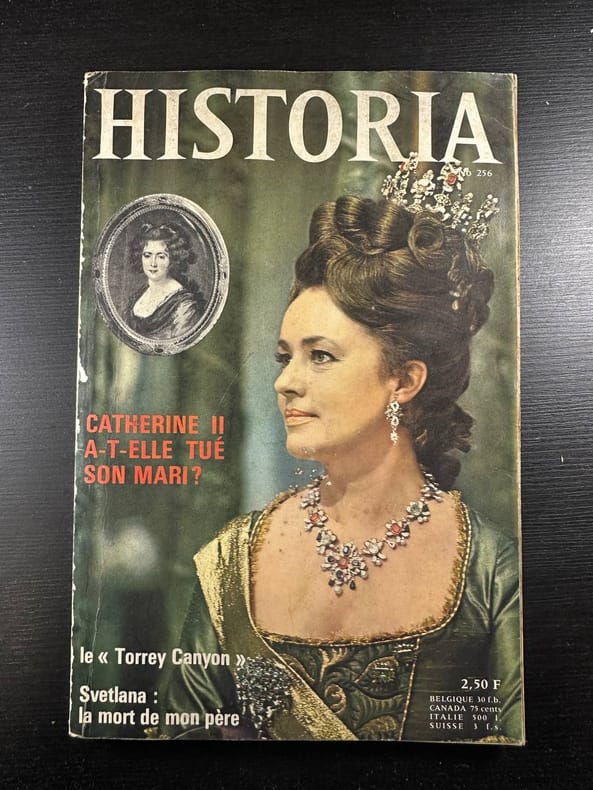 HISTORIA
No 256
CATHERINE II
A-T-ELLE TUÉ
SON MARI ?
le « Torrey Canyon »
Svetlana :
la mort de mon père
2,50 F
BELGIQUE 30 f.b.
CANADA 75 cents
ITALIE 500 l.
SUISSE 3 f.s.